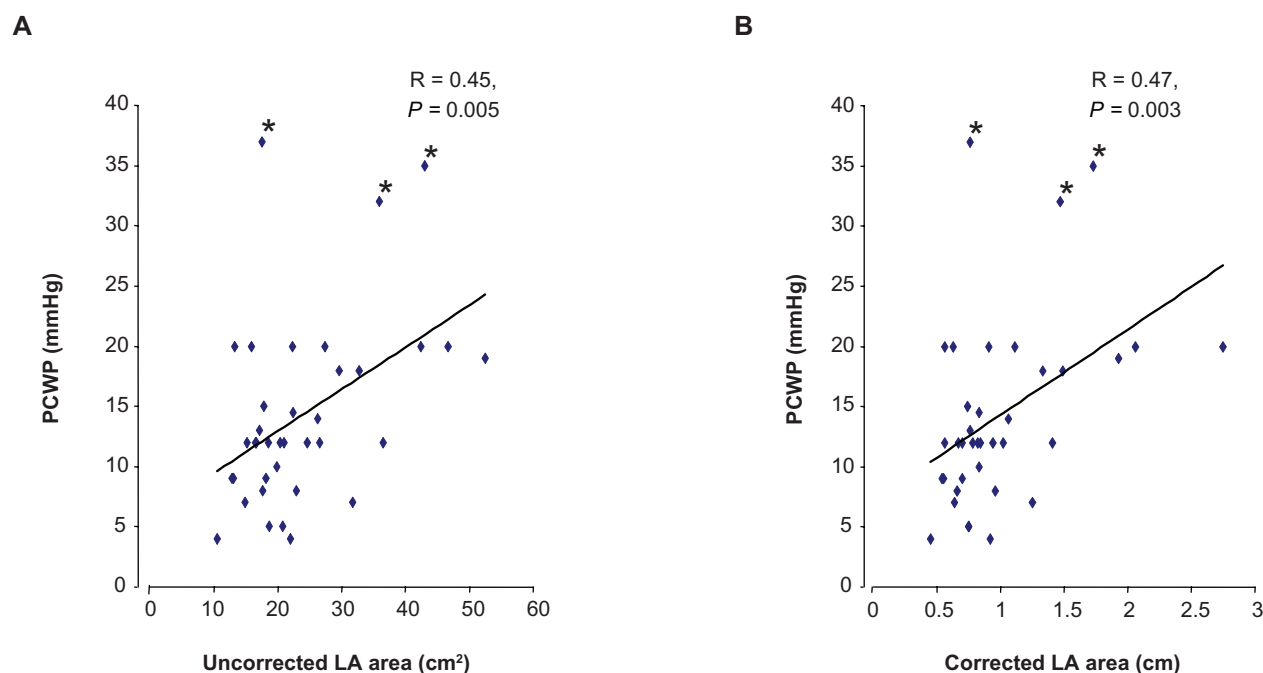 A
R = 0.45,
P = 0.005
*
*
*
40
35
30
25
20
15
10
5
0
PCWP (mmHg)
0 10 20 30 40 50 60
Uncorrected LA area (cm²)
B
R = 0.47,
P = 0.003
*
*
*
40
35
30
25
20
15
10
5
0
PCWP (mmHg)
0 0.5 1 1.5 2 2.5 3
Corrected LA area (cm)